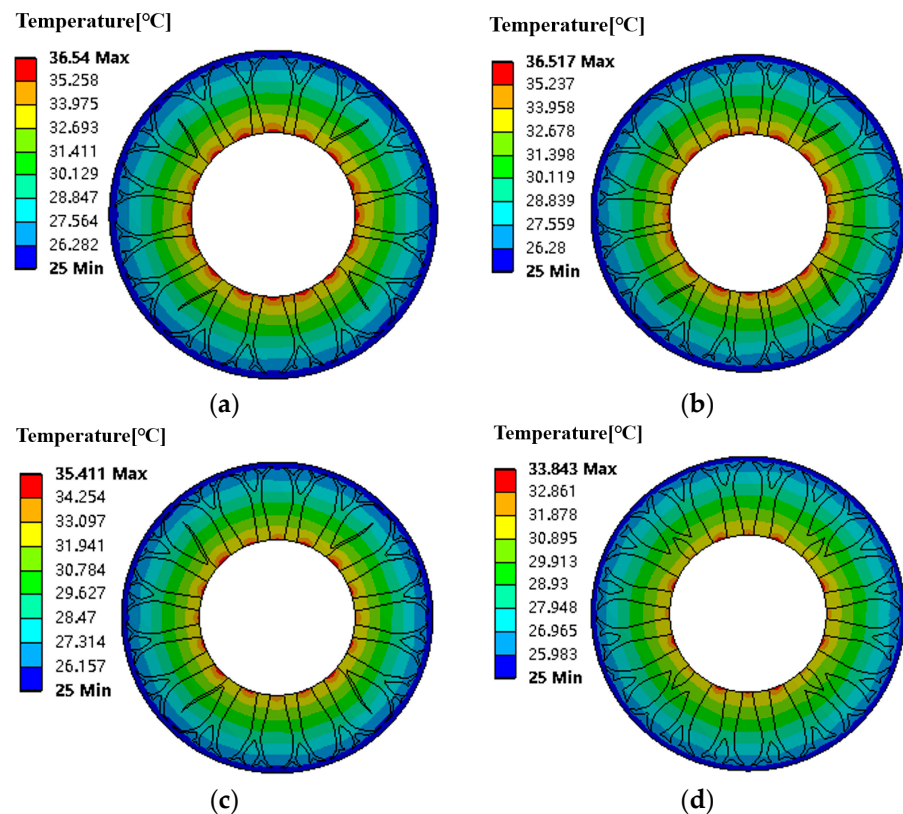 Temperature[°C]
36.54 Max
35.258
33.975
32.693
31.411
30.129
28.847
27.564
26.282
25 Min
(a)
Temperature[°C]
36.517 Max
35.237
33.958
32.678
31.398
30.119
28.839
27.559
26.28
25 Min
(b)
Temperature[°C]
35.411 Max
34.254
33.097
31.941
30.784
29.627
28.47
27.314
26.157
25 Min
(c)
Temperature[°C]
33.843 Max
32.861
31.878
30.895
29.913
28.93
27.948
26.965
25.983
25 Min
(d)